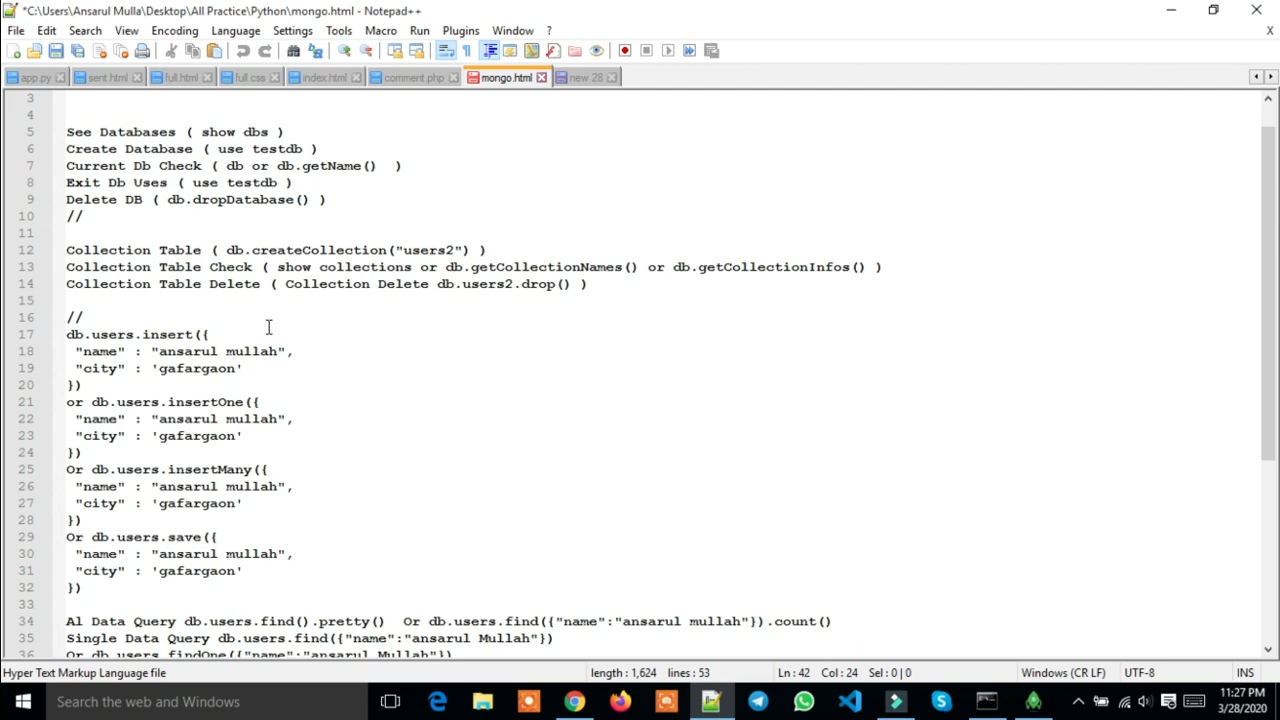 *C:\Users\Ansarul Mulla\Desktop\All Practice\Python\mongo.html - Notepad++
File Edit Search View Encoding Language Settings Tools Macro Run Plugins Window ? X
app.py sent.html full.html full.css index.html comment.php mongo.html new 28
3
4
5 See Databases ( show dbs )
6 Create Database ( use testdb )
7 Current Db Check ( db or db.getName()  )
8 Exit Db Uses ( use testdb )
9 Delete DB ( db.dropDatabase() )
10 //
11
12 Collection Table ( db.createCollection("users2") )
13 Collection Table Check ( show collections or db.getCollectionNames() or db.getCollectionInfos() )
14 Collection Table Delete ( Collection Delete db.users2.drop() )
15
16 //
17 db.users.insert({
18 "name" : "ansarul mullah",
19 "city" : 'gafargaon'
20 })
21 or db.users.insertOne({
22 "name" : "ansarul mullah",
23 "city" : 'gafargaon'
24 })
25 Or db.users.insertMany({
26 "name" : "ansarul mullah",
27 "city" : 'gafargaon'
28 })
29 Or db.users.save({
30 "name" : "ansarul mullah",
31 "city" : 'gafargaon'
32 })
33
34 Al Data Query db.users.find().pretty()  Or db.users.find({"name":"ansarul mullah"}).count()
35 Single Data Query db.users.find({"name":"ansarul Mullah"})
36 Or db.users.findOne({"name":"ansarul Mullah"})
Hyper Text Markup Language file length : 1,624 lines : 53 Ln : 42 Col : 24 Sel : 0 | 0 Windows (CR LF) UTF-8 INS
Search the web and Windows
11:27 PM
3/28/2020